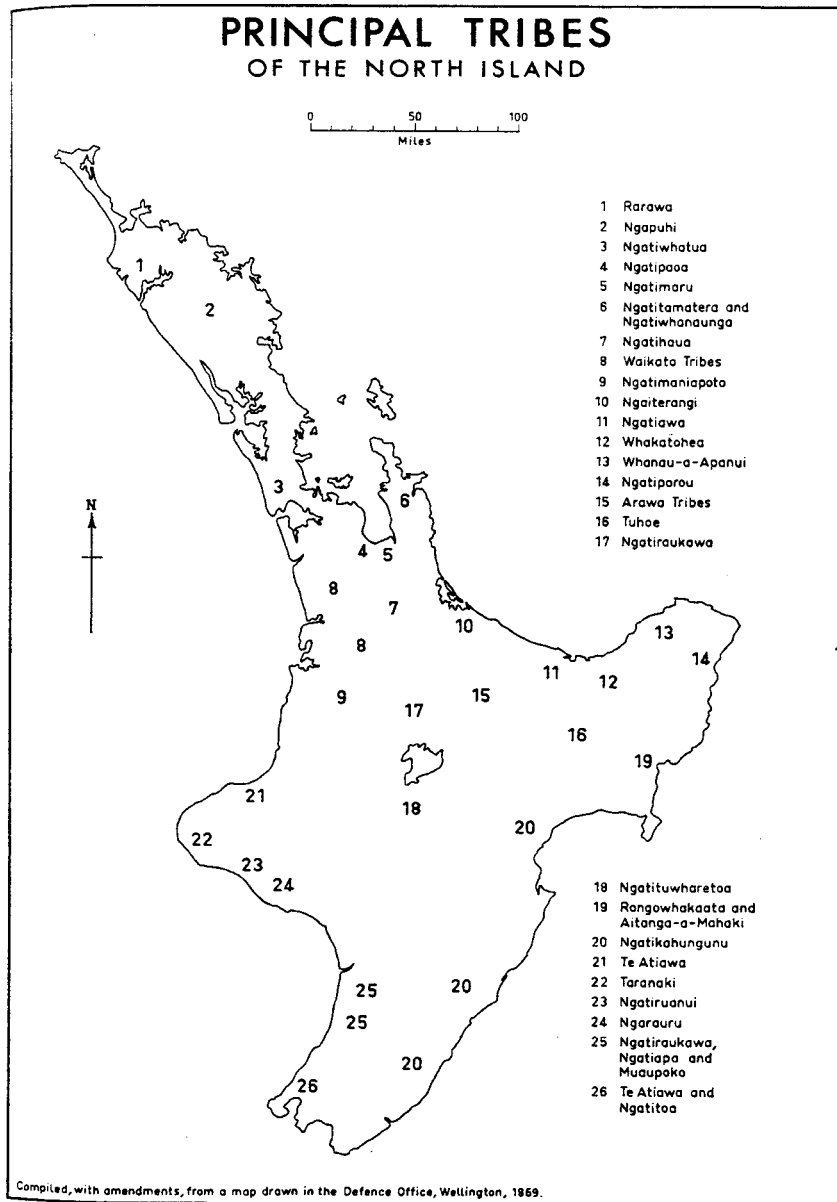 PRINCIPAL TRIBES
OF THE NORTH ISLAND
0 50 100
Miles
N
1 Rarawa
2 Ngapuhi
3 Ngatiwhatua
4 Ngatipaoa
5 Ngatimaru
6 Ngatitamatera and
Ngatiwhanaunga
7 Ngatihaua
8 Waikato Tribes
9 Ngatimaniapoto
10 Ngaiterangi
11 Ngatiawa
12 Whakatohea
13 Whanau-a-Apanui
14 Ngatiporou
15 Arawa Tribes
16 Tuhoe
17 Ngatiraukawa
1
2
3
4
6
4 5
8
7
10
13
8
14
11
12
9
15
17
16
19
21
18
20
22
23
24
25
20
25
20
26
18 Ngatituwharetoa
19 Rongowhakaata and
Aitanga-a-Mahaki
20 Ngatikahungunu
21 Te Atiawa
22 Taranaki
23 Ngatiruanui
24 Ngarauru
25 Ngatiraukawa,
Ngatiapa and
Muaupoko
26 Te Atiawa and
Ngatitoa
Compiled, with amendments, from a map drawn in the Defence Office, Wellington, 1869.